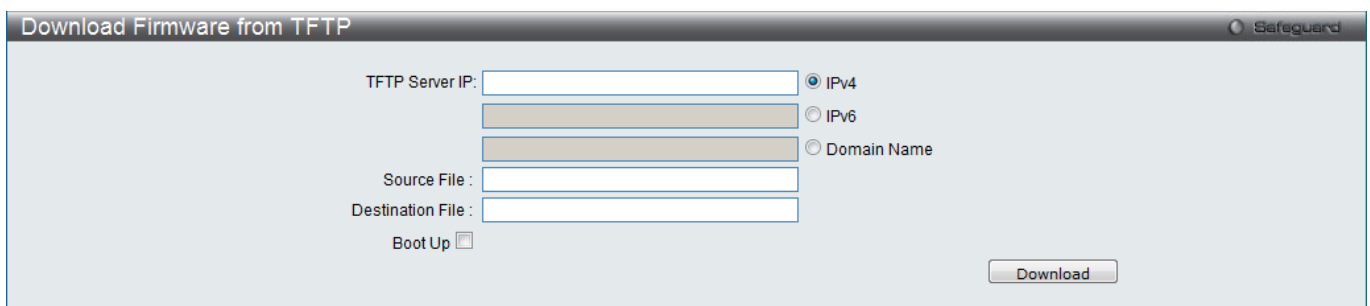 Download Firmware from TFTP Safeguard
TFTP Server IP: IPv4
IPv6
Domain Name
Source File :
Destination File :
Boot Up
Download